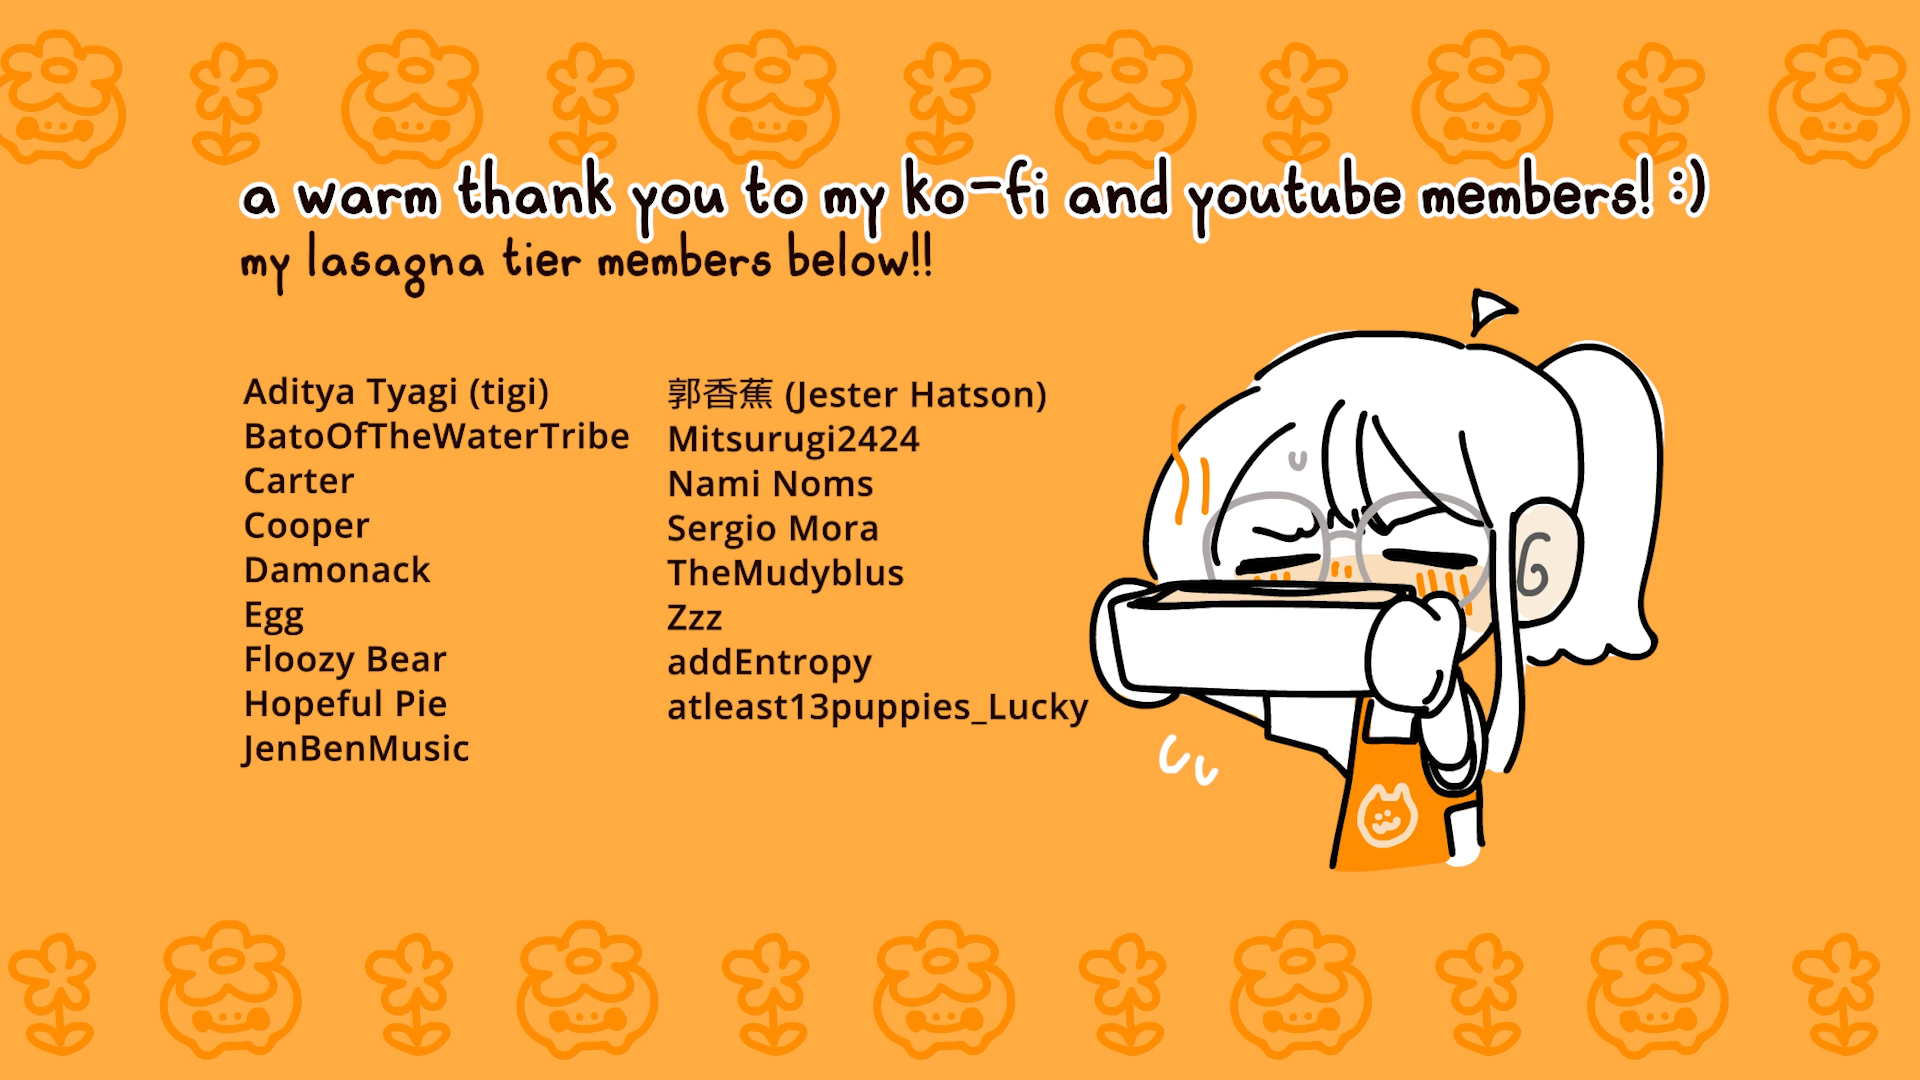 a warm thank you to my ko-fi and youtube members! :)
my lasagna tier members below!!
Aditya Tyagi (tigi)
BatoOfTheWaterTribe
Carter
Cooper
Damonack
Egg
Floozy Bear
Hopeful Pie
JenBenMusic
郭香蕉 (Jester Hatson)
Mitsurugi2424
Nami Noms
Sergio Mora
TheMudyblus
Zzz
addEntropy
atleast13puppies_Lucky